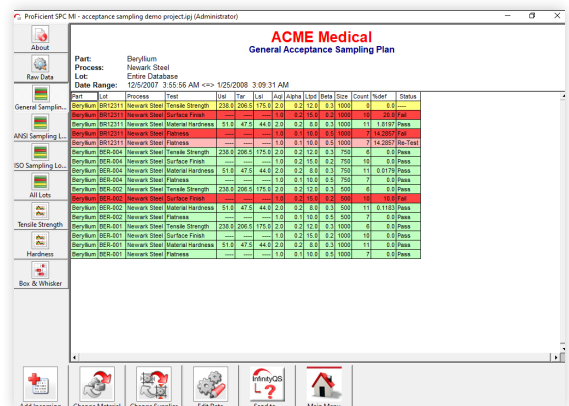 ProFicient SPC MI - acceptance sampling demo project.ipj (Administrator)
About
Raw Data
General Samplin...
ANSI Sampling L...
ISO Sampling Lo...
All Lots
Tensile Strength
Hardness
Box & Whisker
ACME Medical
General Acceptance Sampling Plan
Part: Beryllium
Process: Newark Steel
Lot: Entire Database
Date Range: 12/5/2007 3:55:56 AM <=> 1/25/2008 3:09:31 AM
Part Lot Process Test Usl Tar Lsl Aql Alpha Ltpd Beta Size Count %def Status
Beryllium BR12311 Newark Steel Tensile Strength 238.0 206.5 175.0 2.0 0.2 12.0 0.3 1000 0 0.0 ----
Beryllium BR12311 Newark Steel Surface Finish ---- ---- ---- 1.0 0.2 15.0 0.2 1000 10 20.0 Fail
Beryllium BR12311 Newark Steel Material Hardness 51.0 47.5 44.0 2.0 0.2 8.0 0.3 1000 11 1.8197 Pass
Beryllium BR12311 Newark Steel Flatness ---- ---- ---- 1.0 0.1 10.0 0.5 1000 7 14.2857 Fail
Beryllium BR12311 Newark Steel Flatness ---- ---- ---- 1.0 0.1 10.0 0.5 1000 7 14.2857 Re-Test
Beryllium BER-004 Newark Steel Tensile Strength 238.0 206.5 175.0 2.0 0.2 12.0 0.3 750 6 0.0 Pass
Beryllium BER-004 Newark Steel Surface Finish ---- ---- ---- 1.0 0.2 15.0 0.2 750 10 0.0 Pass
Beryllium BER-004 Newark Steel Material Hardness 51.0 47.5 44.0 2.0 0.2 8.0 0.3 750 11 0.0179 Pass
Beryllium BER-004 Newark Steel Flatness ---- ---- ---- 1.0 0.1 10.0 0.5 750 7 0.0 Pass
Beryllium BER-002 Newark Steel Tensile Strength 238.0 206.5 175.0 2.0 0.2 12.0 0.3 500 6 0.0 Pass
Beryllium BER-002 Newark Steel Surface Finish ---- ---- ---- 1.0 0.2 15.0 0.2 500 10 10.0 Fail
Beryllium BER-002 Newark Steel Material Hardness 51.0 47.5 44.0 2.0 0.2 8.0 0.3 500 11 0.1183 Pass
Beryllium BER-002 Newark Steel Flatness ---- ---- ---- 1.0 0.1 10.0 0.5 500 7 0.0 Pass
Beryllium BER-001 Newark Steel Tensile Strength 238.0 206.5 175.0 2.0 0.2 12.0 0.3 1000 6 0.0 Pass
Beryllium BER-001 Newark Steel Surface Finish ---- ---- ---- 1.0 0.2 15.0 0.2 1000 10 0.0 Pass
Beryllium BER-001 Newark Steel Material Hardness 51.0 47.5 44.0 2.0 0.2 8.0 0.3 1000 11 0.0 Pass
Beryllium BER-001 Newark Steel Flatness ---- ---- ---- 1.0 0.1 10.0 0.5 1000 7 0.0 Pass
InfinityQS
Add Incoming Change Material Change Supplier Edit Data Send to Main Menu